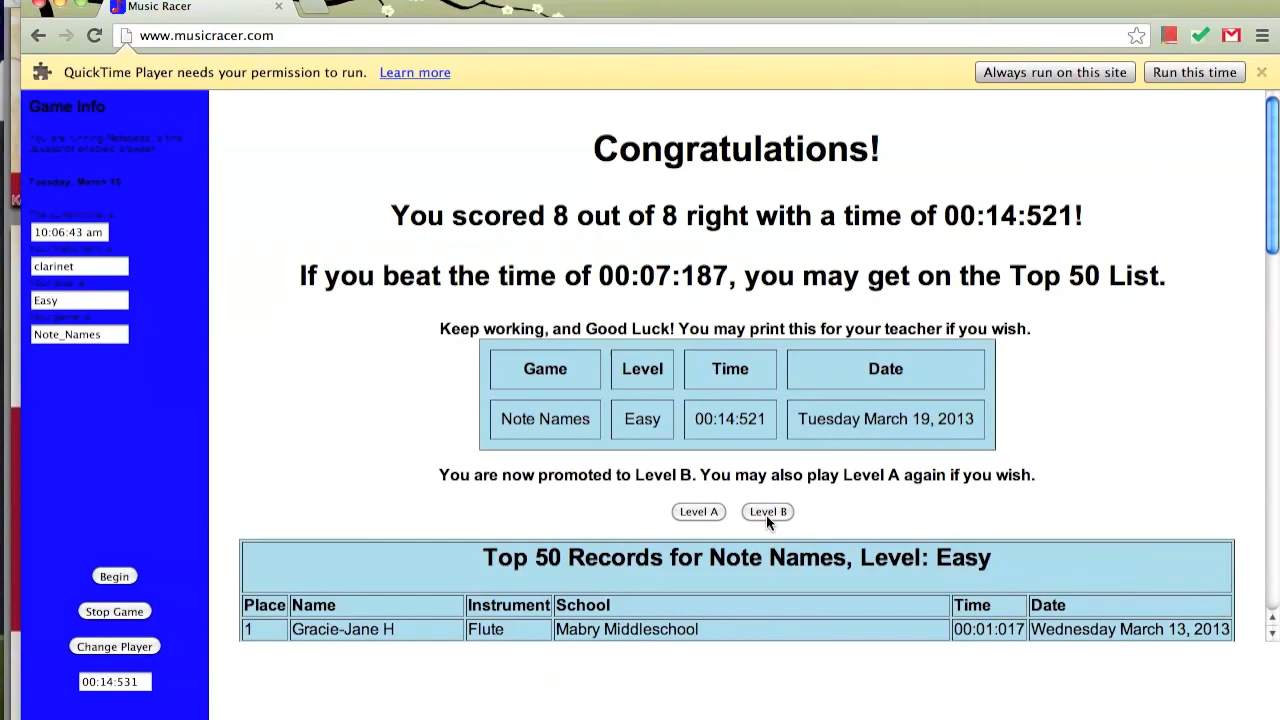 Music Racer
www.musicracer.com
QuickTime Player needs your permission to run. Learn more
Always run on this site
Run this time
Game Info
Tuesday, March 19
10:06:43 am
clarinet
Easy
Note_Names
Begin
Stop Game
Change Player
00:14:531
Congratulations!
You scored 8 out of 8 right with a time of 00:14:521!
If you beat the time of 00:07:187, you may get on the Top 50 List.
Keep working, and Good Luck! You may print this for your teacher if you wish.
Game Level Time Date
Note Names Easy 00:14:521 Tuesday March 19, 2013
You are now promoted to Level B. You may also play Level A again if you wish.
Level A Level B
Top 50 Records for Note Names, Level: Easy
Place Name Instrument School Time Date
1 Gracie-Jane H Flute Mabry Middleschool 00:01:017 Wednesday March 13, 2013